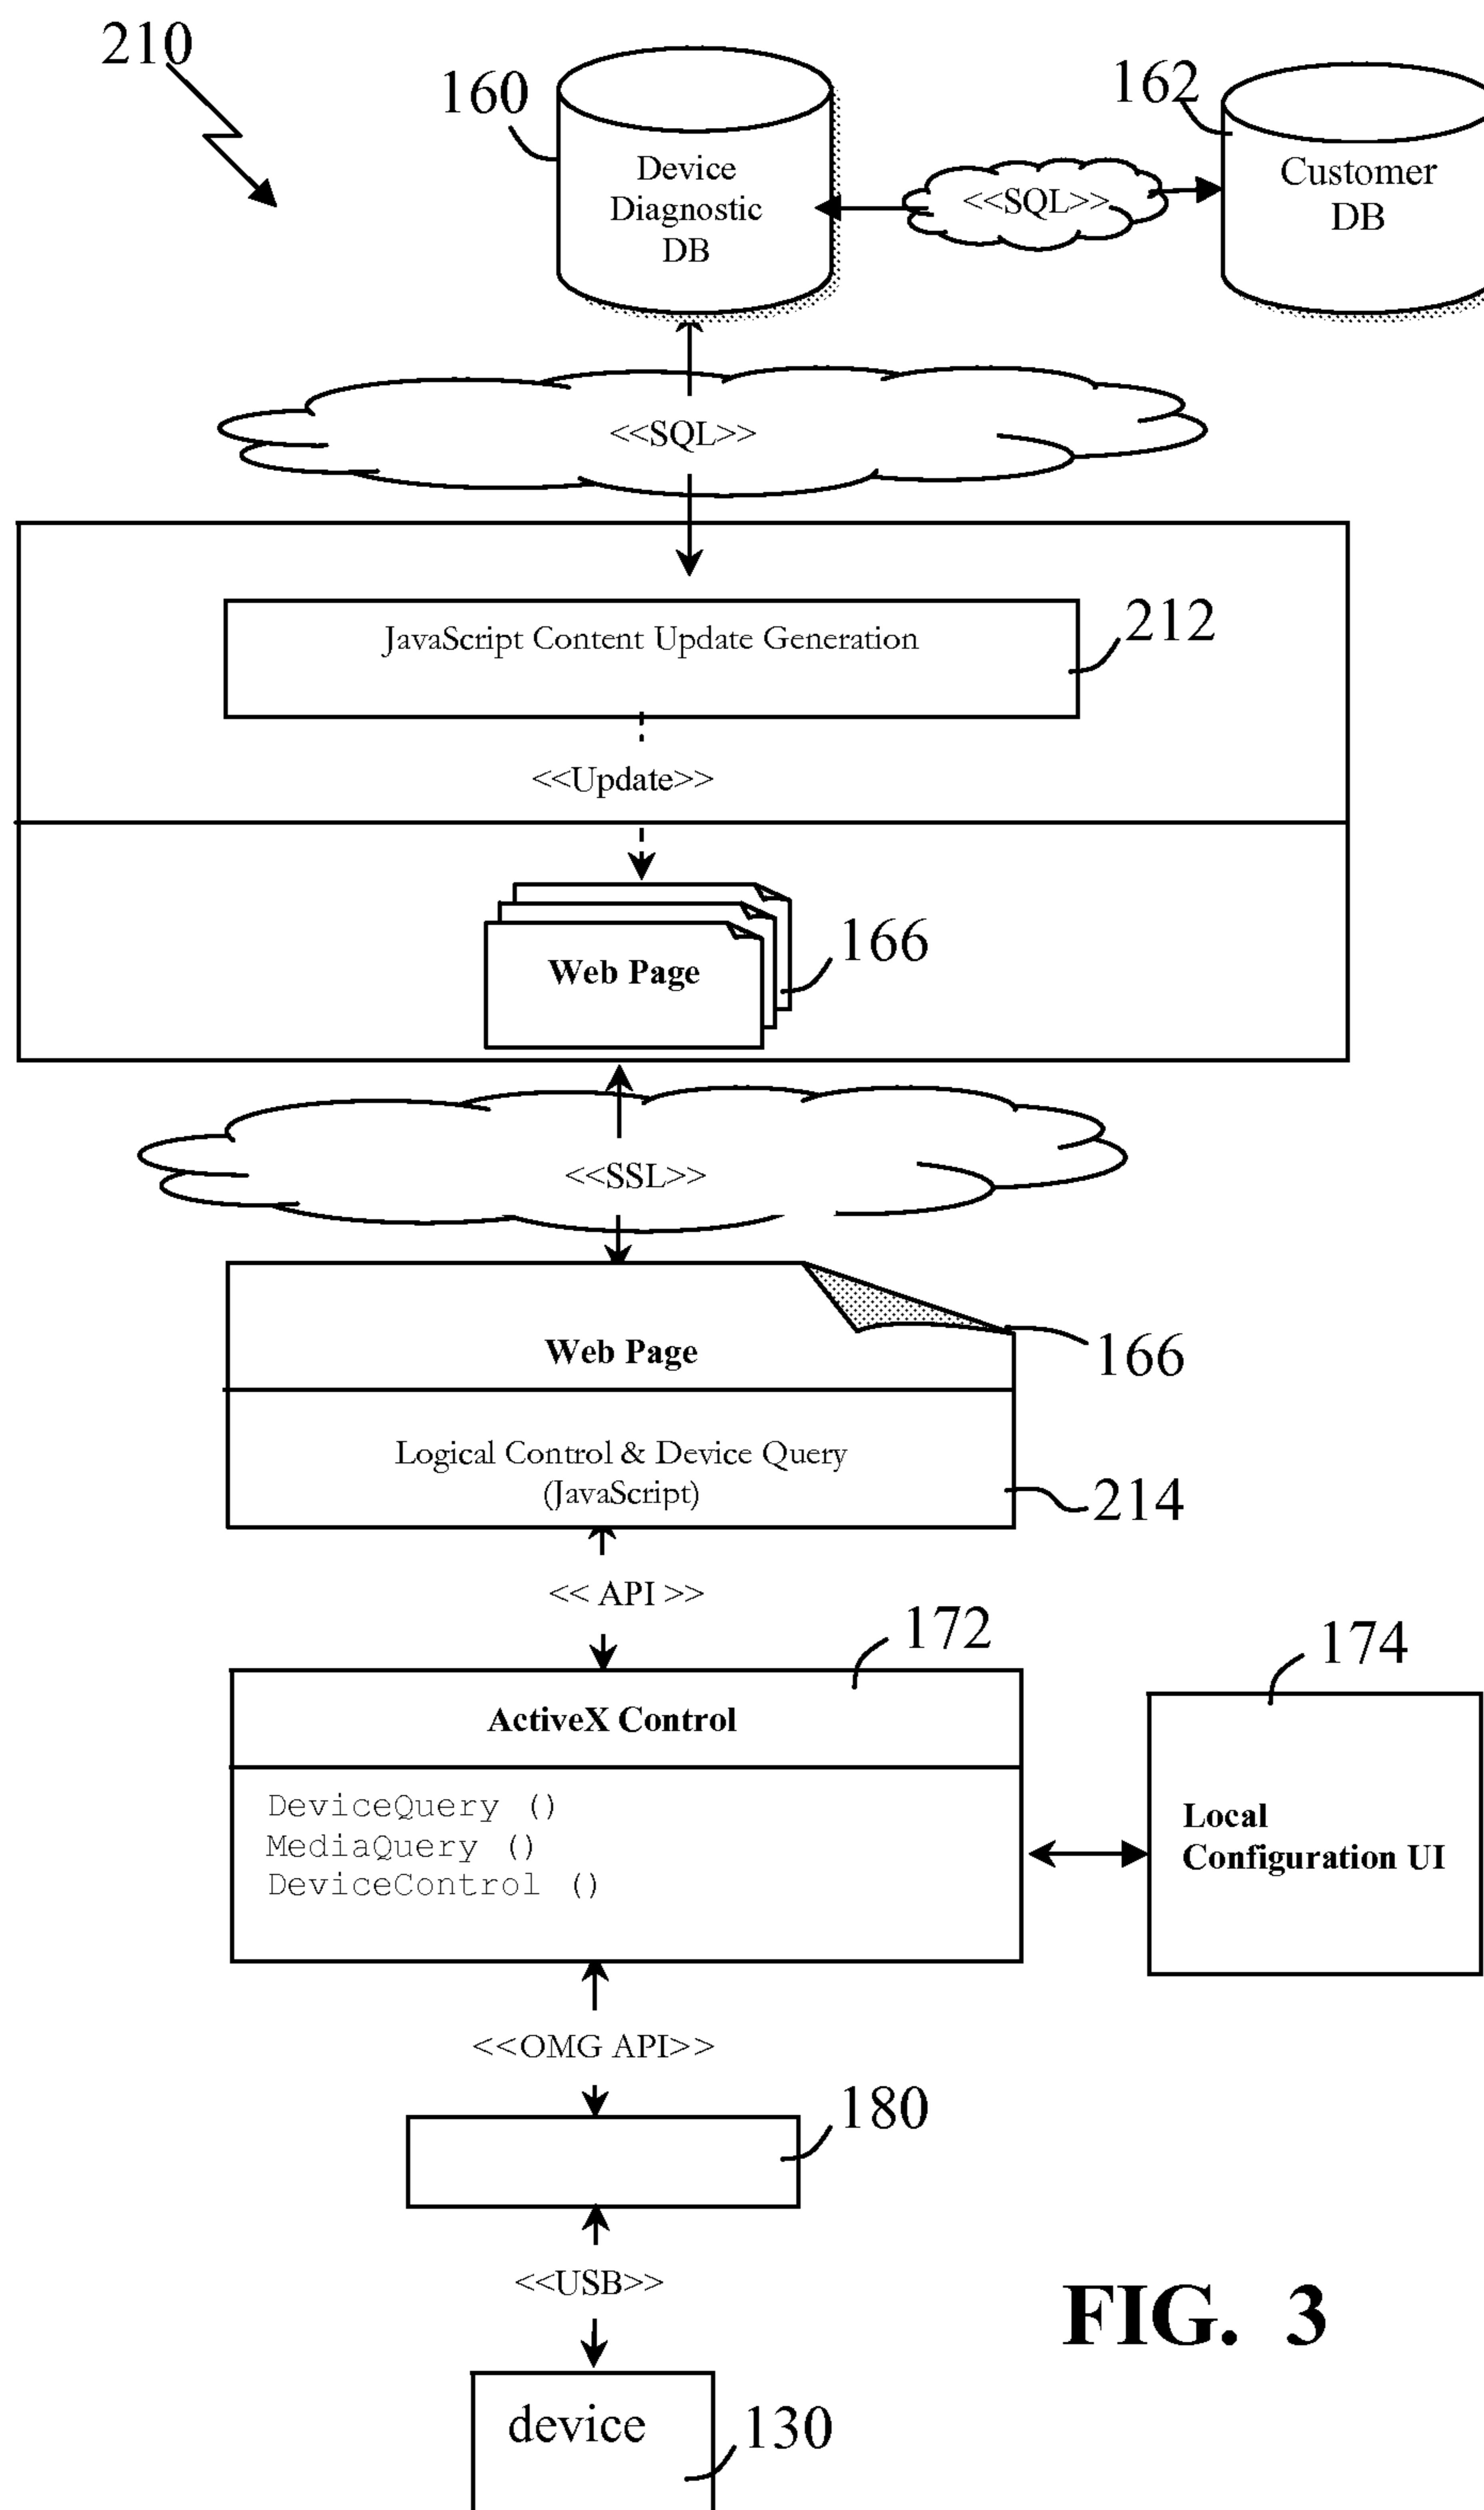 210
160
162
Device
Diagnostic
DB
<<SQL>>
Customer
DB
<<SQL>>
JavaScript Content Update Generation
212
<<Update>>
Web Page
166
<<SSL>>
Web Page
166
Logical Control & Device Query
(JavaScript)
214
<< API >>
172
174
ActiveX Control
DeviceQuery ()
MediaQuery ()
DeviceControl ()
Local
Configuration UI
<<OMG API>>
180
<<USB>>
FIG. 3
device
130